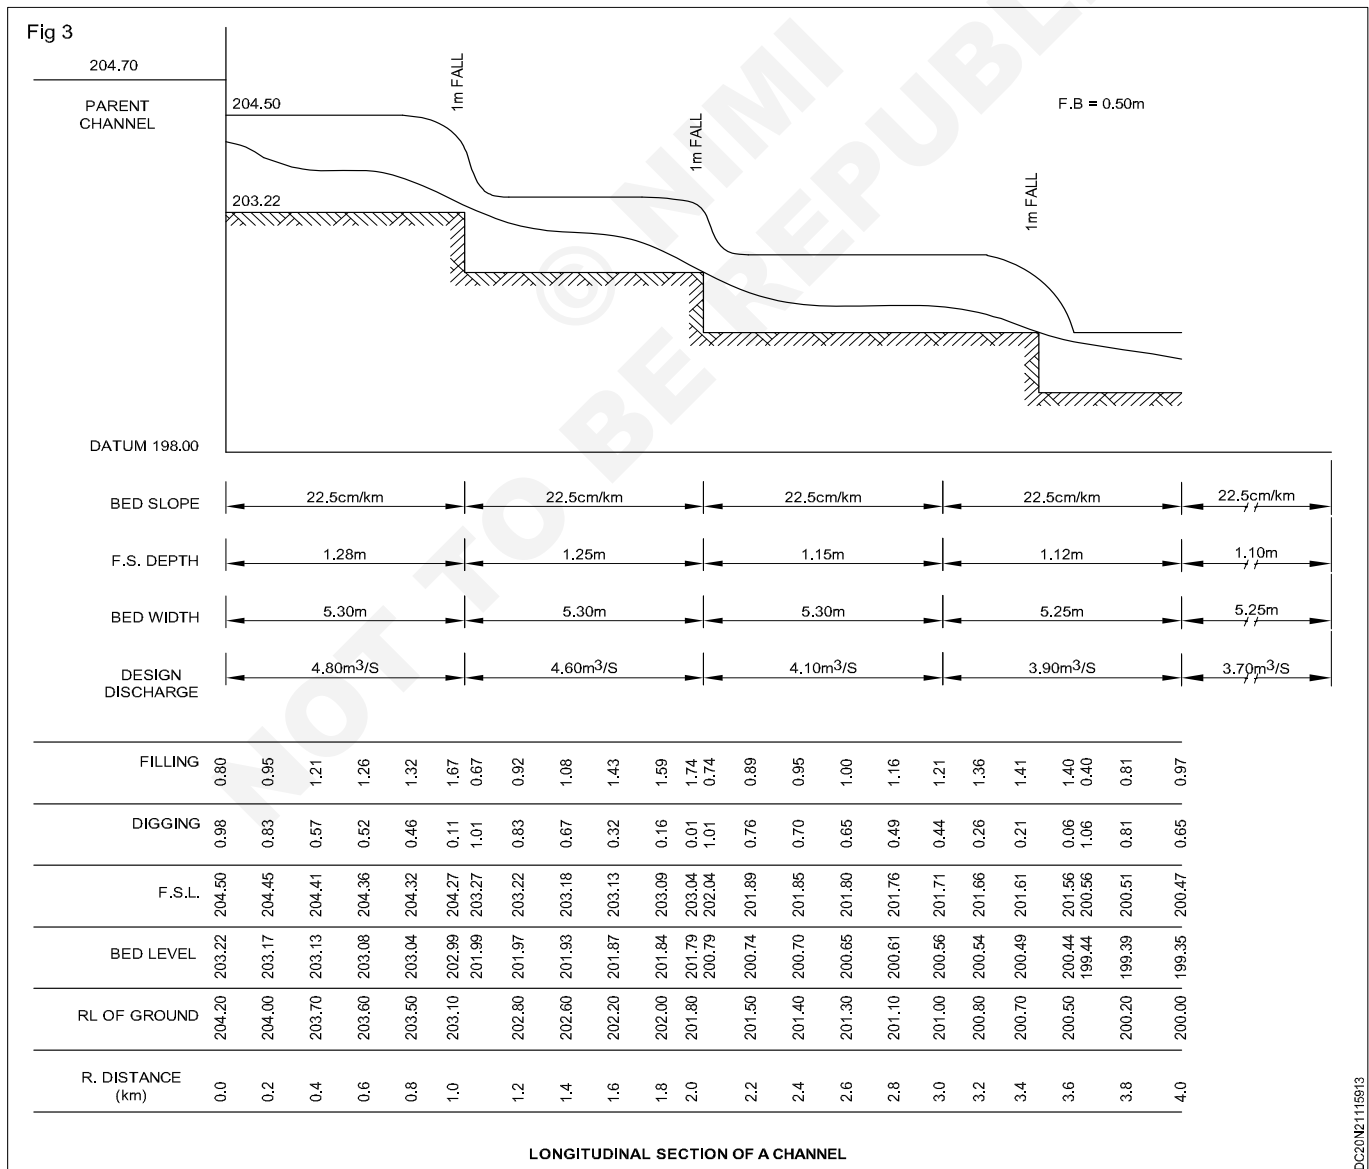 Fig 3
204.70
PARENT
CHANNEL
204.50
203.22
1m FALL
1m FALL
1m FALL
F.B = 0.50m
DATUM 198.00
BED SLOPE 22.5cm/km 22.5cm/km 22.5cm/km 22.5cm/km 22.5cm/km
F.S. DEPTH 1.28m 1.25m 1.15m 1.12m 1.10m
BED WIDTH 5.30m 5.30m 5.30m 5.25m 5.25m
DESIGN
DISCHARGE 4.80m³/S 4.60m³/S 4.10m³/S 3.90m³/S 3.70m³/S
FILLING 0.80 0.95 1.21 1.26 1.32 1.67 0.67 0.92 1.08 1.43 1.59 1.74 0.74 0.89 0.95 1.00 1.16 1.21 1.36 1.41 1.40 0.40 0.81 0.97
DIGGING 0.98 0.83 0.57 0.52 0.46 0.11 1.01 0.83 0.67 0.32 0.16 0.01 1.01 0.76 0.70 0.65 0.49 0.44 0.26 0.21 0.06 1.06 0.81 0.65
F.S.L. 204.50 204.45 204.41 204.36 204.32 204.27 203.27 203.22 203.18 203.13 203.09 203.04 202.04 201.89 201.85 201.80 201.76 201.71 201.66 201.61 201.56 200.56 200.51 200.47
BED LEVEL 203.22 203.17 203.13 203.08 203.04 202.99 201.99 201.97 201.93 201.87 201.84 201.79 200.79 200.74 200.70 200.65 200.61 200.56 200.54 200.49 200.44 199.44 199.39 199.35
RL OF GROUND 204.20 204.00 203.70 203.60 203.50 203.10 202.80 202.60 202.20 202.00 201.80 201.50 201.40 201.30 201.10 201.00 200.80 200.70 200.50 200.20 200.00
R. DISTANCE
(km) 0.0 0.2 0.4 0.6 0.8 1.0 1.2 1.4 1.6 1.8 2.0 2.2 2.4 2.6 2.8 3.0 3.2 3.4 3.6 3.8 4.0
LONGITUDINAL SECTION OF A CHANNEL
DC20N21115913
© NIMI
NOT TO BE REPUBL